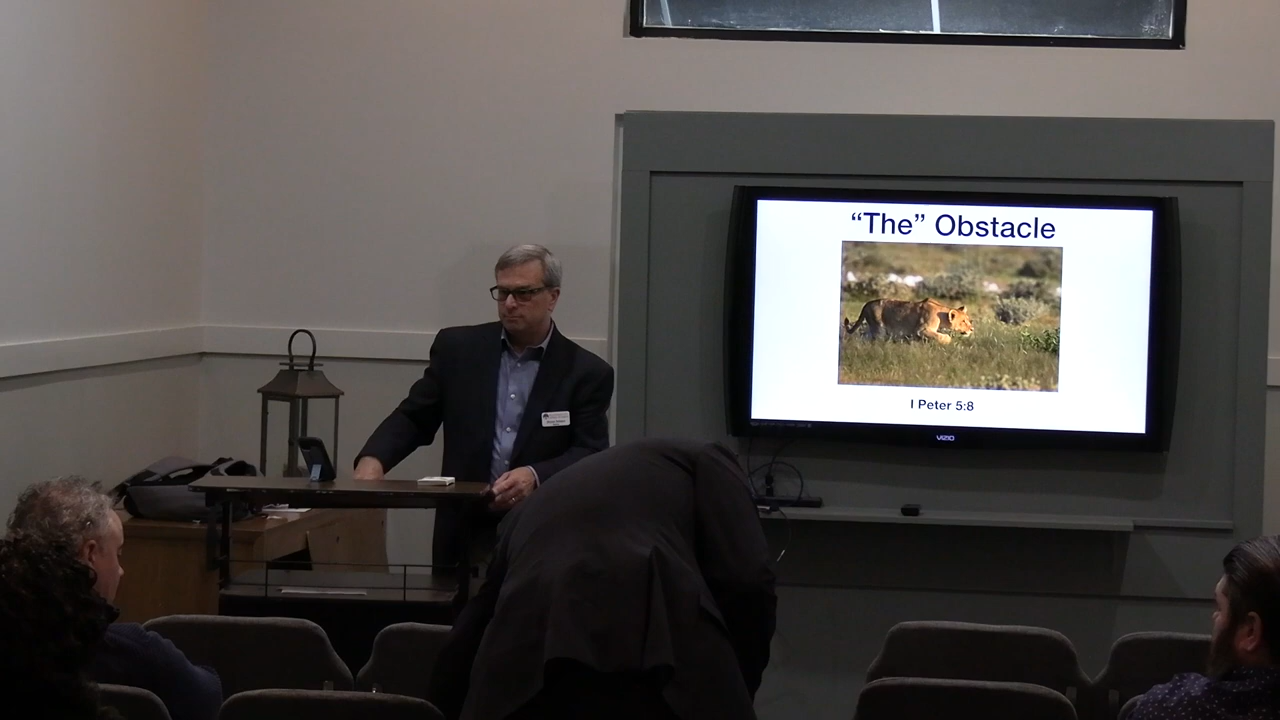 “The” Obstacle
I Peter 5:8
VIZIO